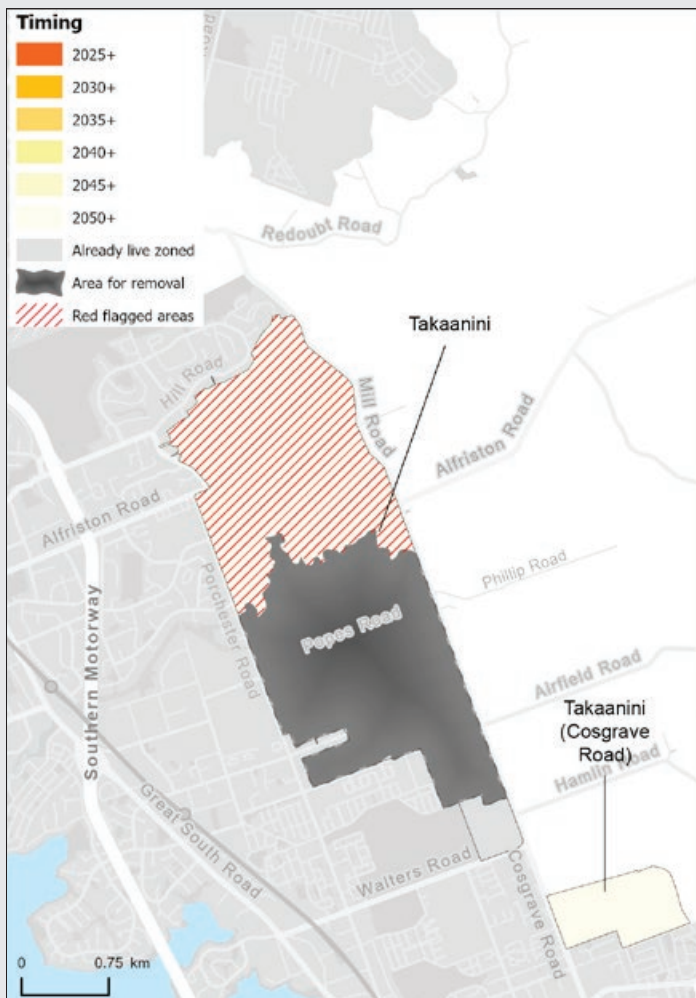 Timing
2025+
2030+
2035+
2040+
2045+
2050+
Already live zoned
Area for removal
Red flagged areas
Road
Redoubt Road
Takaanini
Hill Road
Mill Road
Alfriston Road
Alfriston Road
Porchester Road
Phillip Road
Popes Road
Southern Motorway
Airfield Road
Takaanini
(Cosgrave
Road)
Hamlin Road
Great South Road
Walters Road
Cosgrave Road
0 0.75 km